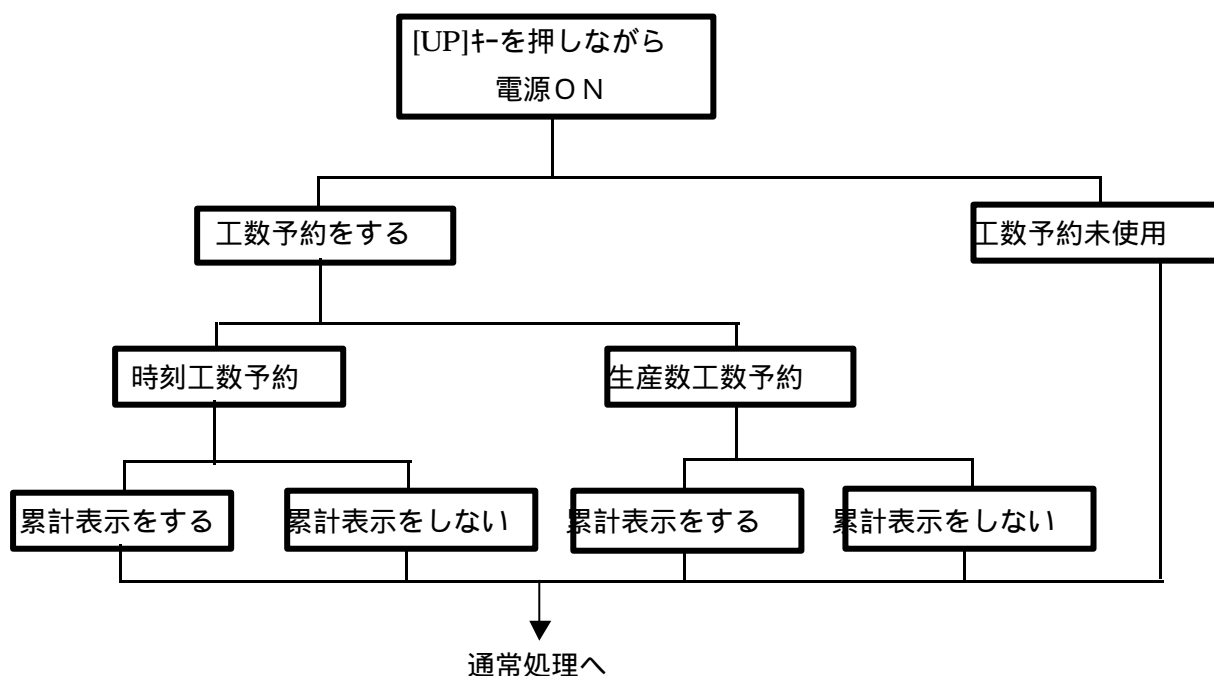 [UP]ｷｰを押しながら
電源ＯＮ
工数予約をする
工数予約未使用
時刻工数予約
生産数工数予約
累計表示をする
累計表示をしない
累計表示をする
累計表示をしない
通常処理へ